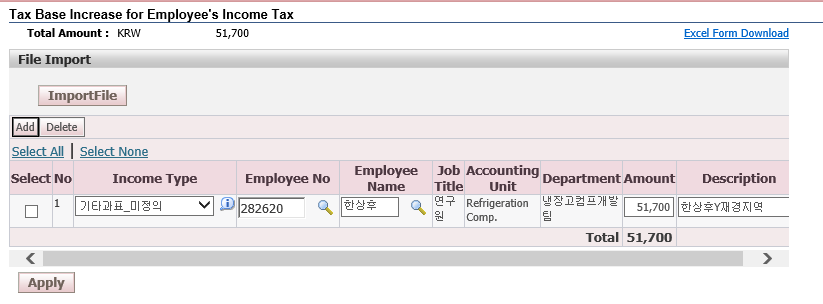 Tax Base Increase for Employee's Income Tax
Total Amount : KRW 51,700 Excel Form Download
File Import
ImportFile
Add Delete
Select All | Select None
Select No Income Type Employee No Employee Name Job Title Accounting Unit Department Amount Description
1 기타과표_미정의 282620 한상후 연구원 Refrigeration Comp. 냉장고컴프개발팀 51,700 한상후Y재경지역
Total 51,700
Apply